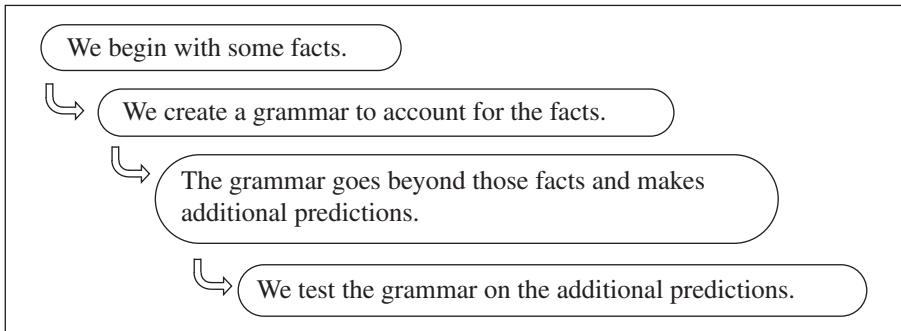 We begin with some facts.
We create a grammar to account for the facts.
The grammar goes beyond those facts and makes
additional predictions.
We test the grammar on the additional predictions.